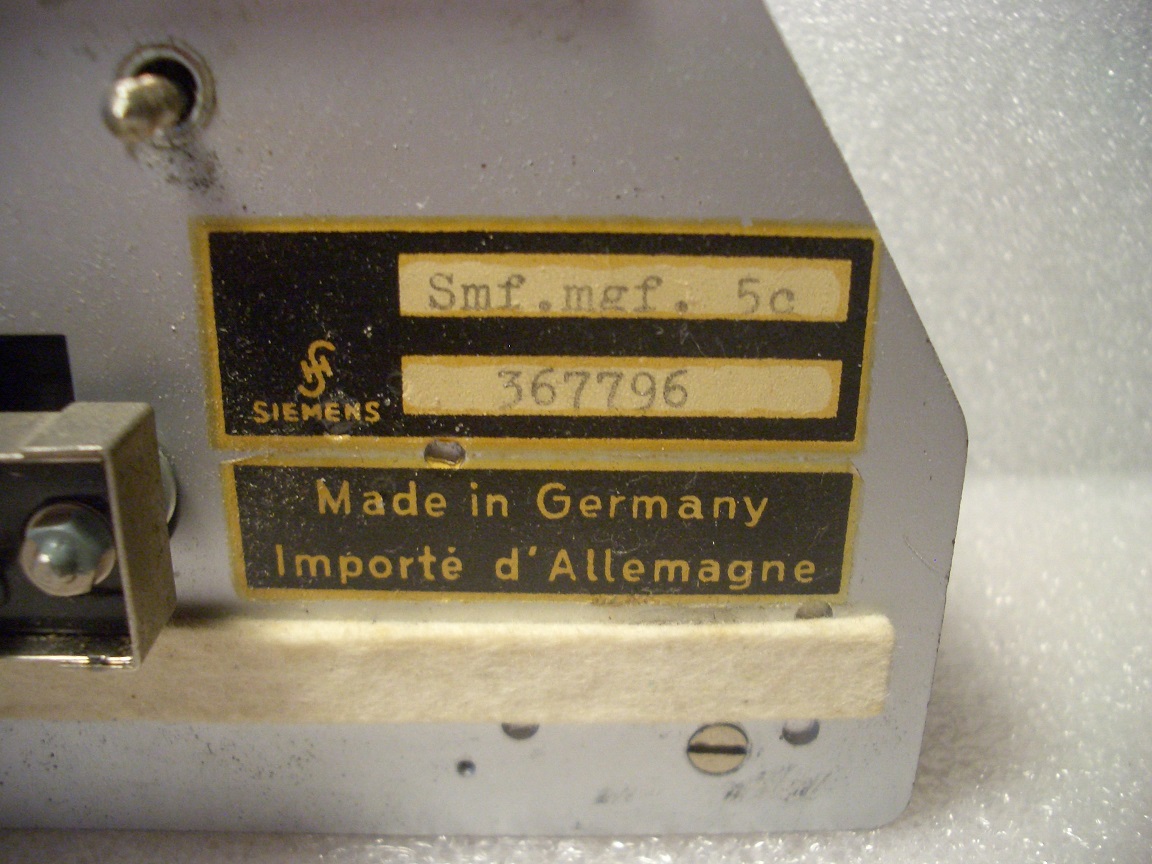 Smf.mgf. 5c
SIEMENS
367796
Made in Germany
Importé d'Allemagne